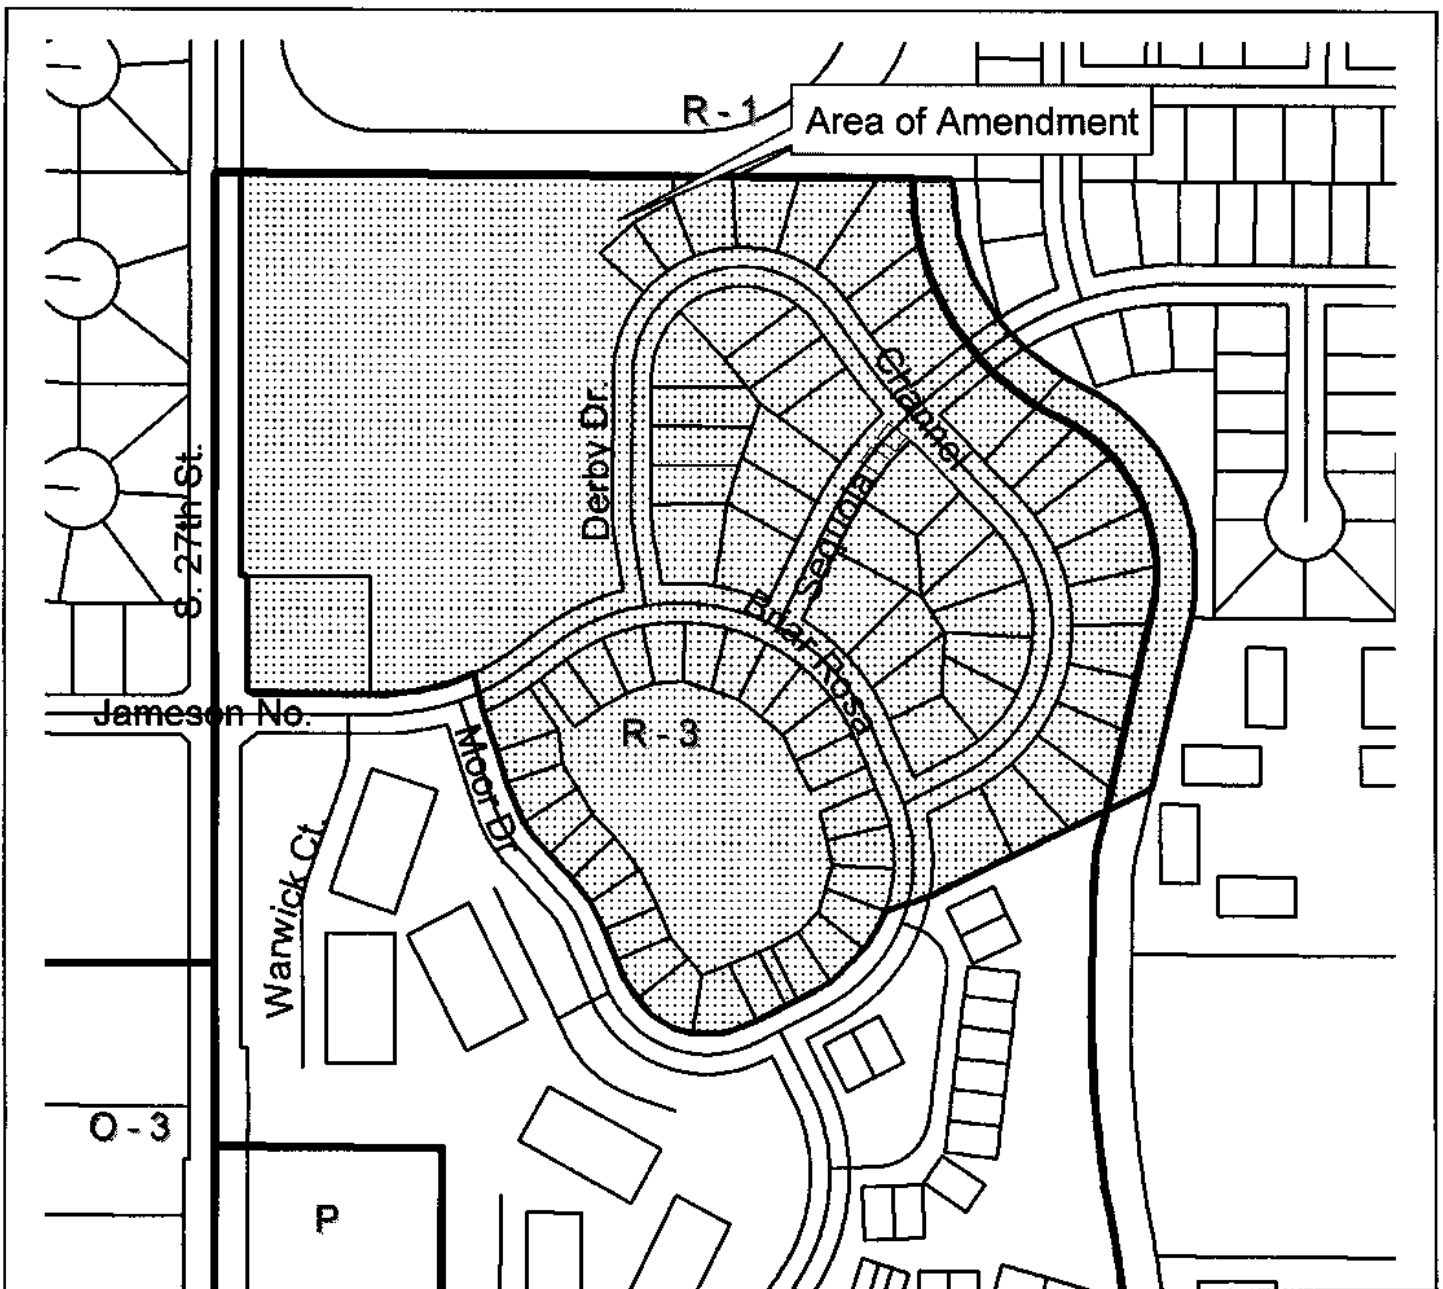 R - 1
Area of Amendment
Channel
Derby Dr.
S. 27th St.
Sequoia
Briar Rosa
Jameson No.
R - 3
Moor Dr
Warwick Ct.
O - 3
P